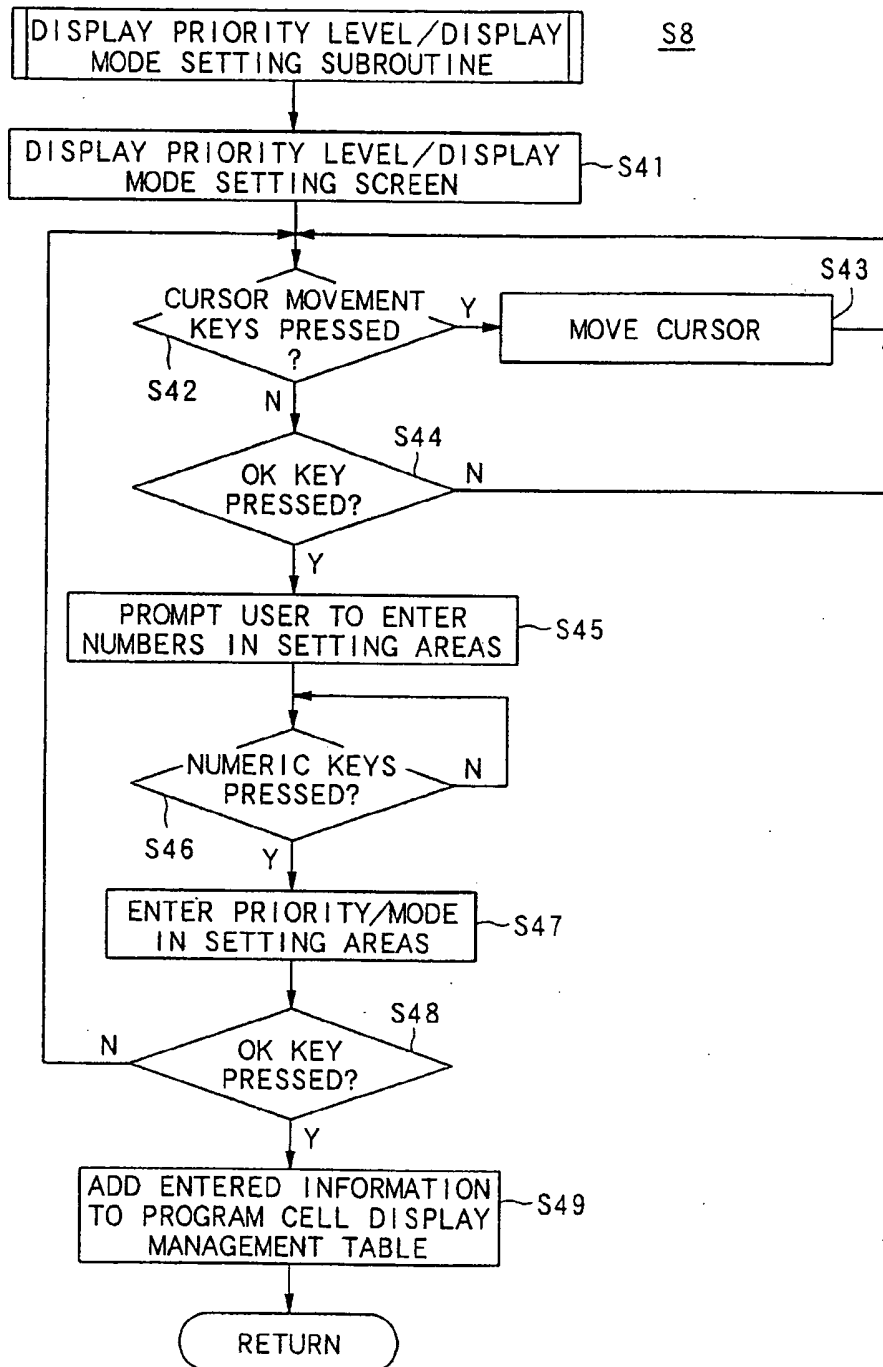 DISPLAY PRIORITY LEVEL/DISPLAY
MODE SETTING SUBROUTINE
S8
DISPLAY PRIORITY LEVEL/DISPLAY
MODE SETTING SCREEN
S41
CURSOR MOVEMENT
KEYS PRESSED
?
S42
Y
S43
MOVE CURSOR
N
S44
OK KEY
PRESSED?
N
Y
PROMPT USER TO ENTER
NUMBERS IN SETTING AREAS
S45
NUMERIC KEYS
PRESSED?
N
S46
Y
ENTER PRIORITY/MODE
IN SETTING AREAS
S47
S48
N
OK KEY
PRESSED?
Y
ADD ENTERED INFORMATION
TO PROGRAM CELL DISPLAY
MANAGEMENT TABLE
S49
RETURN